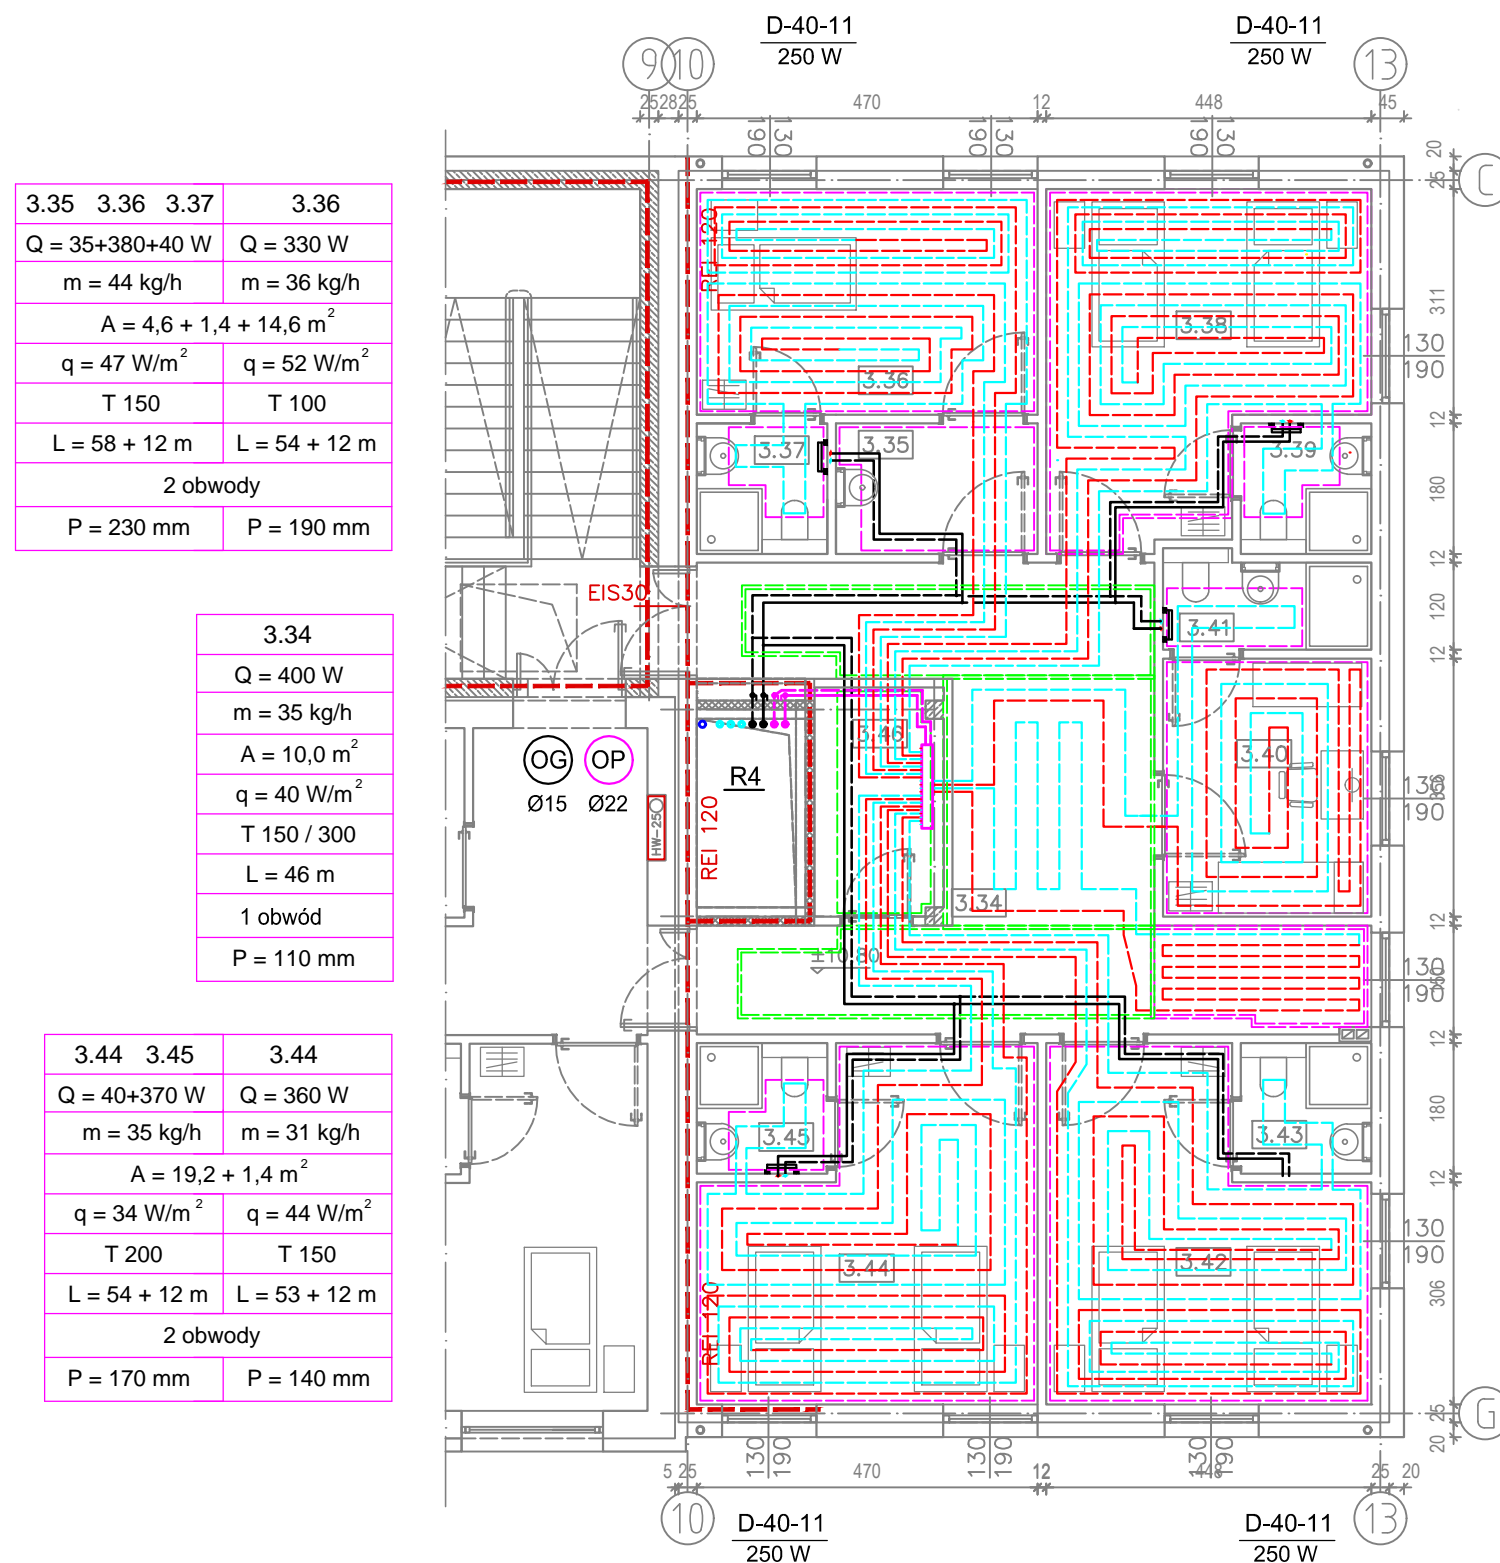 D-40-11
250 W
D-40-11
250 W
9
10
13
25 28 25
470
12
448
45
130
190
130
190
130
190
20
25
C
3.35 3.36 3.37
3.36
Q = 35+380+40 W
Q = 330 W
m = 44 kg/h
m = 36 kg/h
A = 4,6 + 1,4 + 14,6 m²
q = 47 W/m²
q = 52 W/m²
T 150
T 100
L = 58 + 12 m
L = 54 + 12 m
2 obwody
P = 230 mm
P = 190 mm
REI 120
3.36
3.38
311
130
190
12
3.37
3.35
3.39
180
12
EIS30
3.41
120
12
3.34
Q = 400 W
m = 35 kg/h
A = 10,0 m²
q = 40 W/m²
T 150 / 300
L = 46 m
1 obwód
P = 110 mm
OG
OP
Ø15
Ø22
HW-25
R4
REI 120
3.46
3.40
130
190
3.34
12
±10.80
130
190
12
3.44 3.45
3.44
Q = 40+370 W
Q = 360 W
m = 35 kg/h
m = 31 kg/h
A = 19,2 + 1,4 m²
q = 34 W/m²
q = 44 W/m²
T 200
T 150
L = 54 + 12 m
L = 53 + 12 m
2 obwody
P = 170 mm
P = 140 mm
3.45
3.43
180
12
3.44
3.42
130
190
306
REI 120
25
20
G
130
190
130
190
130
190
5 25
470
12
448
25 20
10
13
D-40-11
250 W
D-40-11
250 W